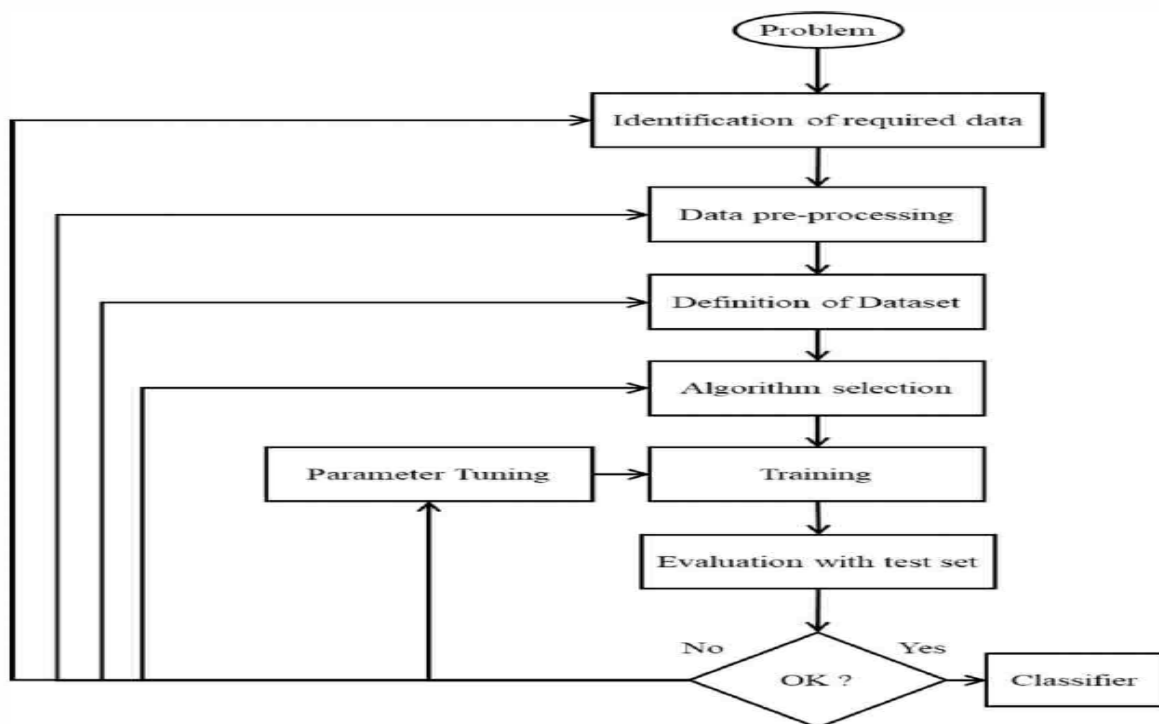 Problem
Identification of required data
Data pre-processing
Definition of Dataset
Algorithm selection
Parameter Tuning
Training
Evaluation with test set
No
Yes
OK ?
Classifier